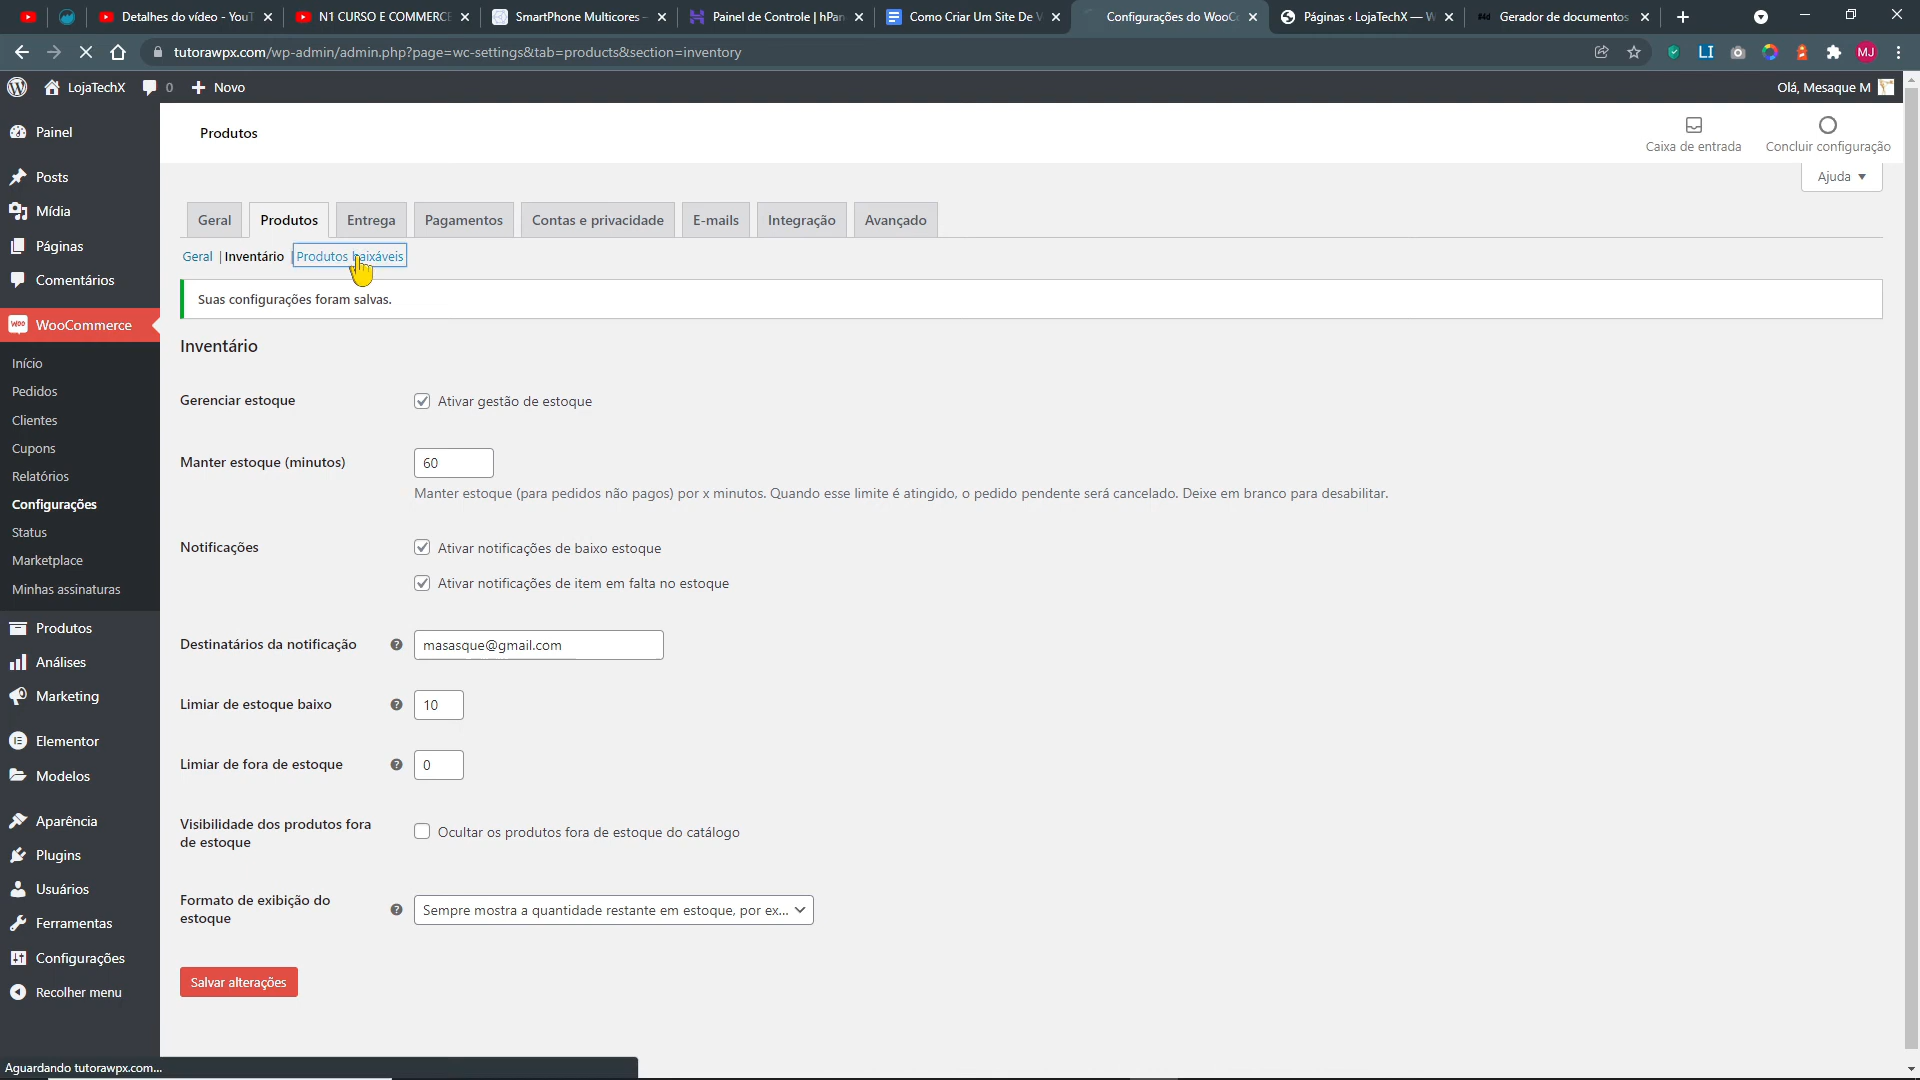 Detalhes do vídeo - You
N1 CURSO E COMMERCE
SmartPhone Multicores -
Painel de Controle | hPan
Como Criar Um Site De V
Configurações do WooCo
Páginas ‹ LojaTechX — W
Gerador de documentos
tutorawpx.com/wp-admin/admin.php?page=wc-settings&tab=products&section=inventory
LI
MJ
LojaTechX
0
Novo
Olá, Mesaque M
Painel
Posts
Mídia
Páginas
Comentários
WooCommerce
Início
Pedidos
Clientes
Cupons
Relatórios
Configurações
Status
Marketplace
Minhas assinaturas
Produtos
Análises
Marketing
Elementor
Modelos
Aparência
Plugins
Usuários
Ferramentas
Configurações
Recolher menu
Produtos
Caixa de entrada
Concluir configuração
Ajuda
Geral
Produtos
Entrega
Pagamentos
Contas e privacidade
E-mails
Integração
Avançado
Geral | Inventário | Produtos baixáveis
Suas configurações foram salvas.
Inventário
Gerenciar estoque
Ativar gestão de estoque
Manter estoque (minutos)
60
Manter estoque (para pedidos não pagos) por x minutos. Quando esse limite é atingido, o pedido pendente será cancelado. Deixe em branco para desabilitar.
Notificações
Ativar notificações de baixo estoque
Ativar notificações de item em falta no estoque
Destinatários da notificação
masasque@gmail.com
Limiar de estoque baixo
10
Limiar de fora de estoque
0
Visibilidade dos produtos fora
de estoque
Ocultar os produtos fora de estoque do catálogo
Formato de exibição do
estoque
Sempre mostra a quantidade restante em estoque, por ex...
Salvar alterações
Aguardando tutorawpx.com...